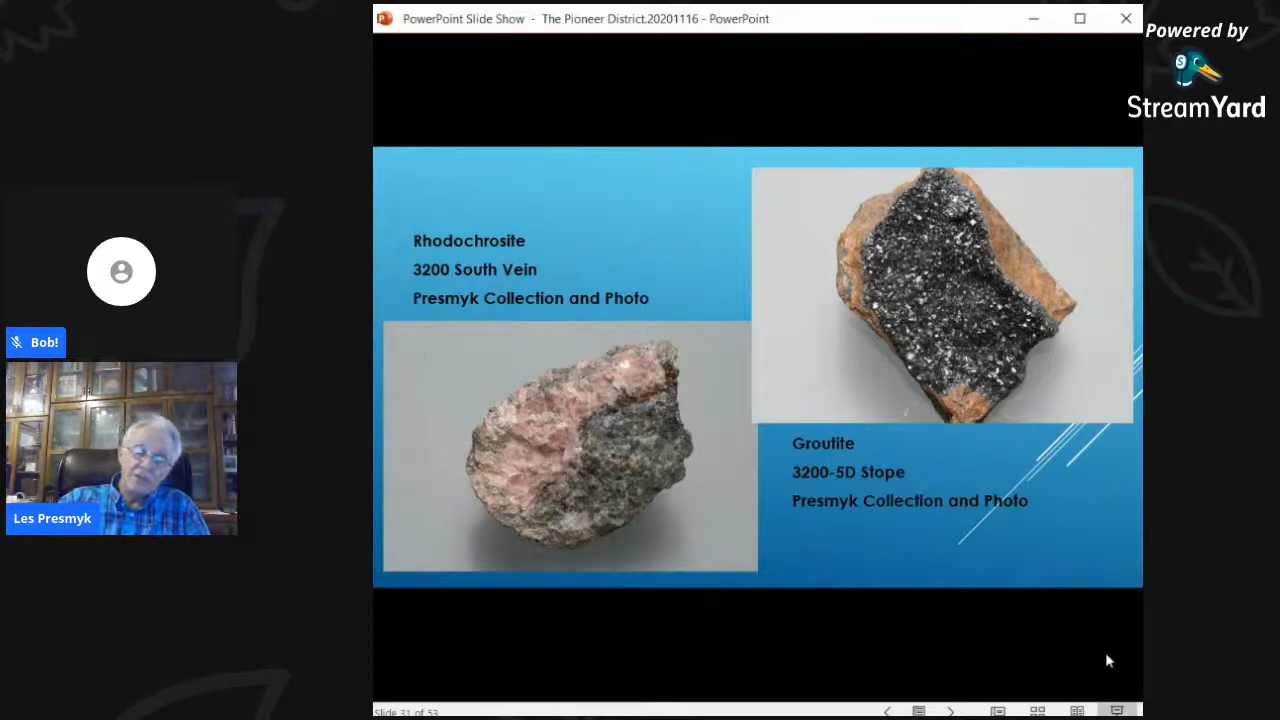 PowerPoint Slide Show - The Pioneer District.20201116 - PowerPoint
Powered by
StreamYard
Rhodochrosite
3200 South Vein
Presmyk Collection and Photo
Groutite
3200-5D Stope
Presmyk Collection and Photo
Bob!
Les Presmyk
Slide 31 of 53